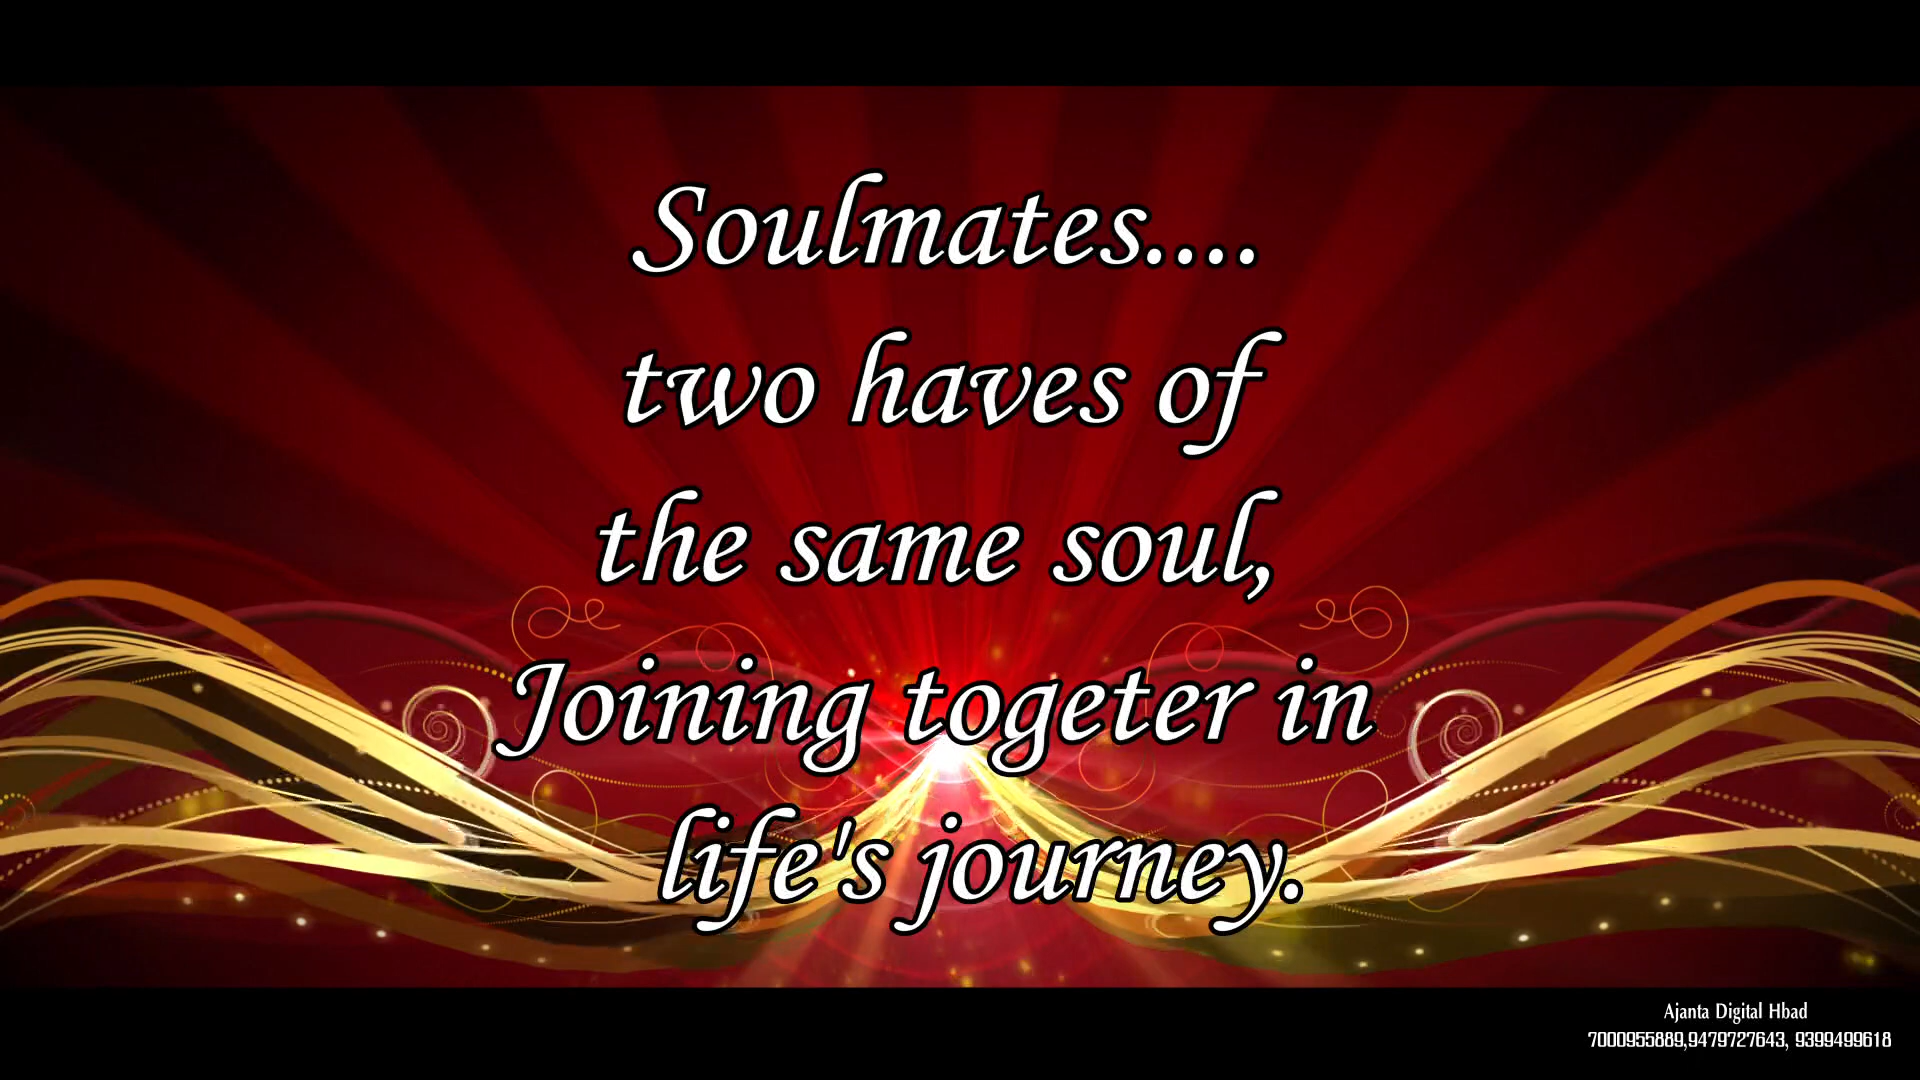 Soulmates....
two haves of
the same soul,
Joining togeter in
life's journey.
Ajanta Digital Hbad
7000955889,9479727643, 9399499618